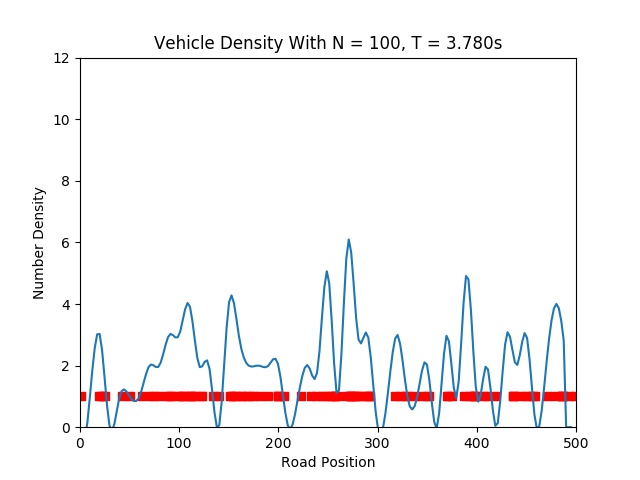 Vehicle Density With N = 100, T = 3.780s
12
10
8
6
4
2
0
Number Density
0 100 200 300 400 500
Road Position